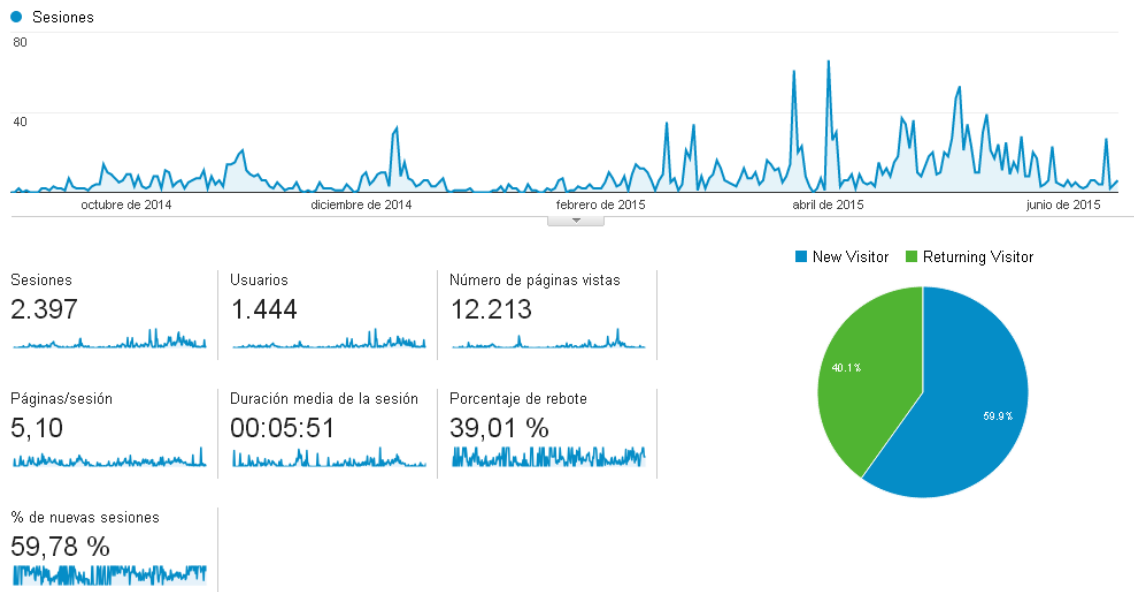 Sesiones
80
40
octubre de 2014
diciembre de 2014
febrero de 2015
abril de 2015
junio de 2015
New Visitor
Returning Visitor
Sesiones
2.397
Usuarios
1.444
Número de páginas vistas
12.213
Páginas/sesión
5,10
Duración media de la sesión
00:05:51
Porcentaje de rebote
39,01 %
% de nuevas sesiones
59,78 %
40.1%
59.9%